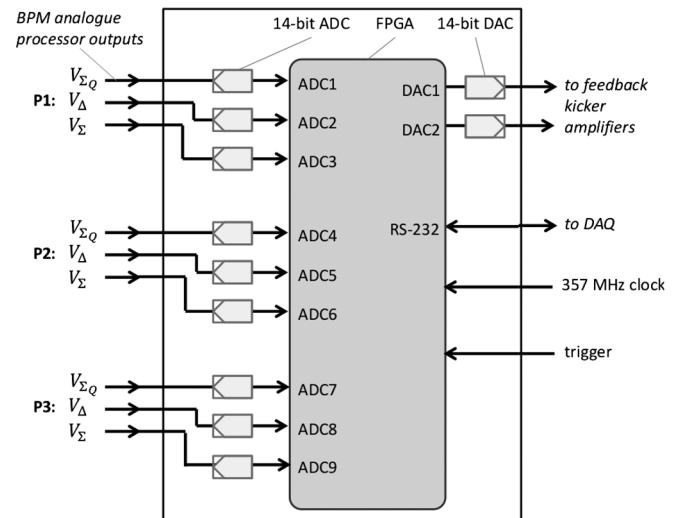 BPM analogue
processor outputs
14-bit ADC
FPGA
14-bit DAC
P1:
V_{Σ_Q}
V_Δ
V_Σ
ADC1
ADC2
ADC3
DAC1
DAC2
to feedback
kicker
amplifiers
P2:
V_{Σ_Q}
V_Δ
V_Σ
ADC4
ADC5
ADC6
RS-232
to DAQ
357 MHz clock
trigger
P3:
V_{Σ_Q}
V_Δ
V_Σ
ADC7
ADC8
ADC9